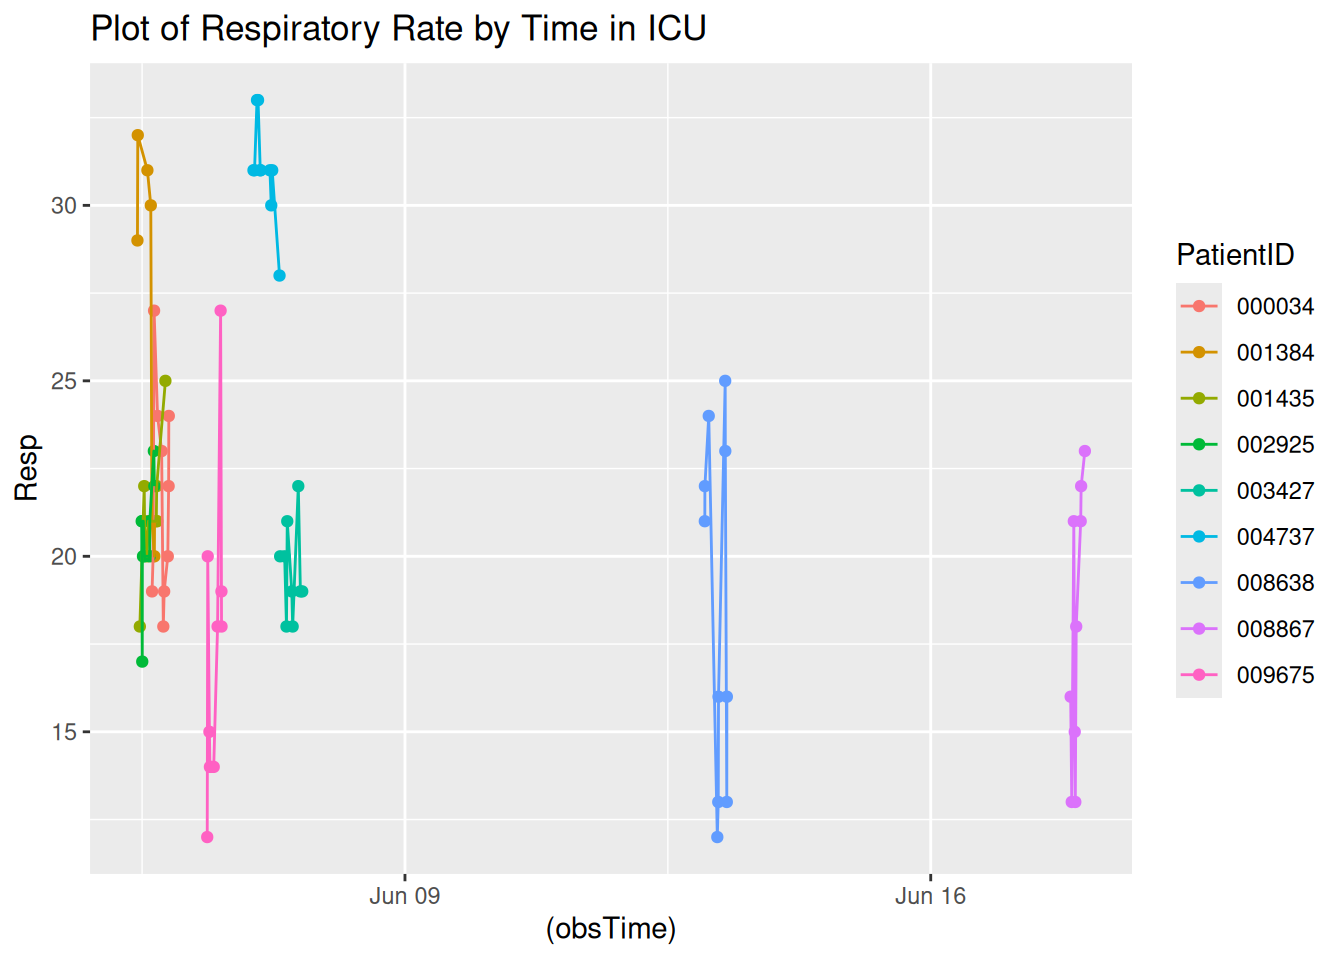 Plot of Respiratory Rate by Time in ICU
Resp
30
25
20
15
Jun 09
Jun 16
(obsTime)
PatientID
000034
001384
001435
002925
003427
004737
008638
008867
009675